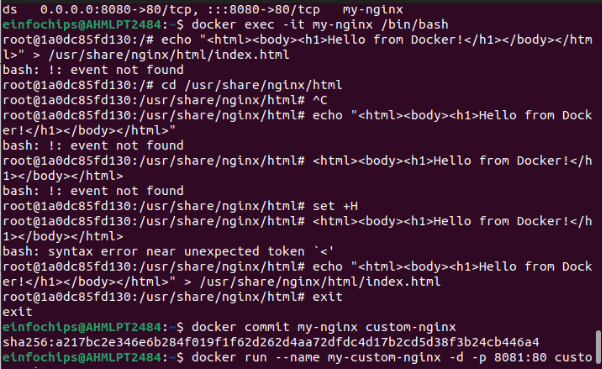 ds   0.0.0.0:8080->80/tcp, :::8080->80/tcp   my-nginx
einfochips@AHMLPT2484:~$ docker exec -it my-nginx /bin/bash
root@1a0dc85fd130:/# echo "<html><body><h1>Hello from Docker!</h1></body></htm
l>" > /usr/share/nginx/html/index.html
bash: !: event not found
root@1a0dc85fd130:/# cd /usr/share/nginx/html
root@1a0dc85fd130:/usr/share/nginx/html# ^C
root@1a0dc85fd130:/usr/share/nginx/html# echo "<html><body><h1>Hello from Dock
er!</h1></body></html>"
bash: !: event not found
root@1a0dc85fd130:/usr/share/nginx/html# <html><body><h1>Hello from Docker!</h
1></body></html>
bash: !: event not found
root@1a0dc85fd130:/usr/share/nginx/html# set +H
root@1a0dc85fd130:/usr/share/nginx/html# <html><body><h1>Hello from Docker!</h
1></body></html>
bash: syntax error near unexpected token `<'
root@1a0dc85fd130:/usr/share/nginx/html# echo "<html><body><h1>Hello from Dock
er!</h1></body></html>" > /usr/share/nginx/html/index.html
root@1a0dc85fd130:/usr/share/nginx/html# exit
exit
einfochips@AHMLPT2484:~$ docker commit my-nginx custom-nginx
sha256:a217bc2e346e6b284f019f1f62d262d4aa72dfdc4d17b2cd5d38f3b24cb446a4
einfochips@AHMLPT2484:~$ docker run --name my-custom-nginx -d -p 8081:80 custo